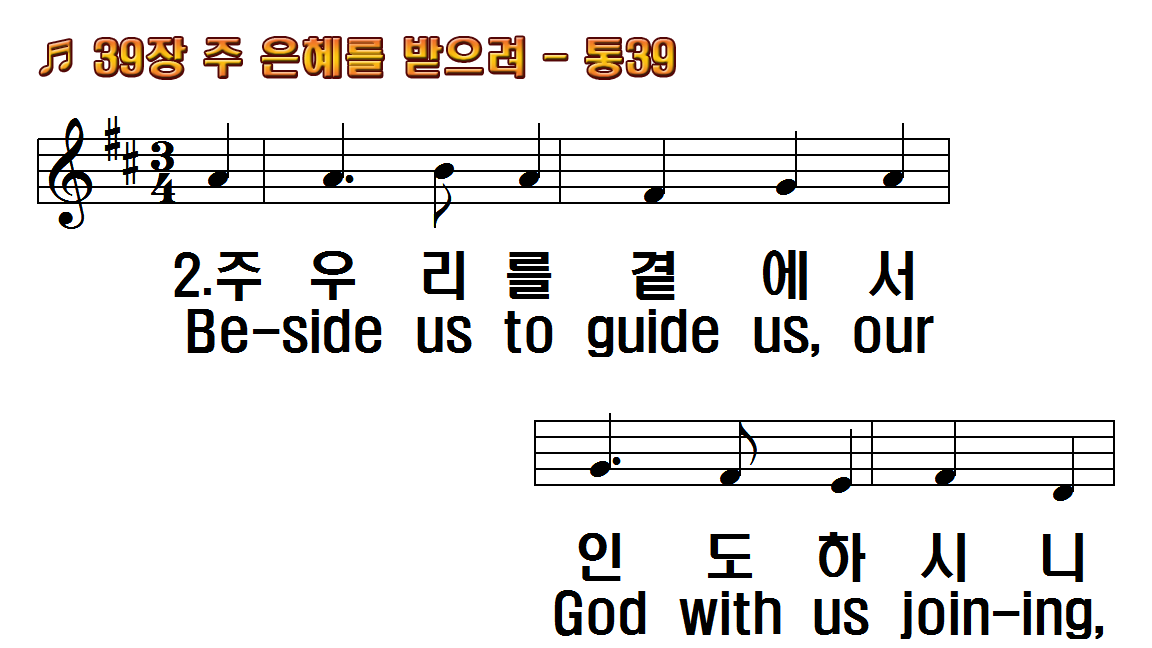 ♬ 39장 주 은혜를 받으려 - 통39
3
4
2.주 우 리 를 곁 에 서
Be-side us to guide us, our
인 도 하 시 니
God with us join-ing,